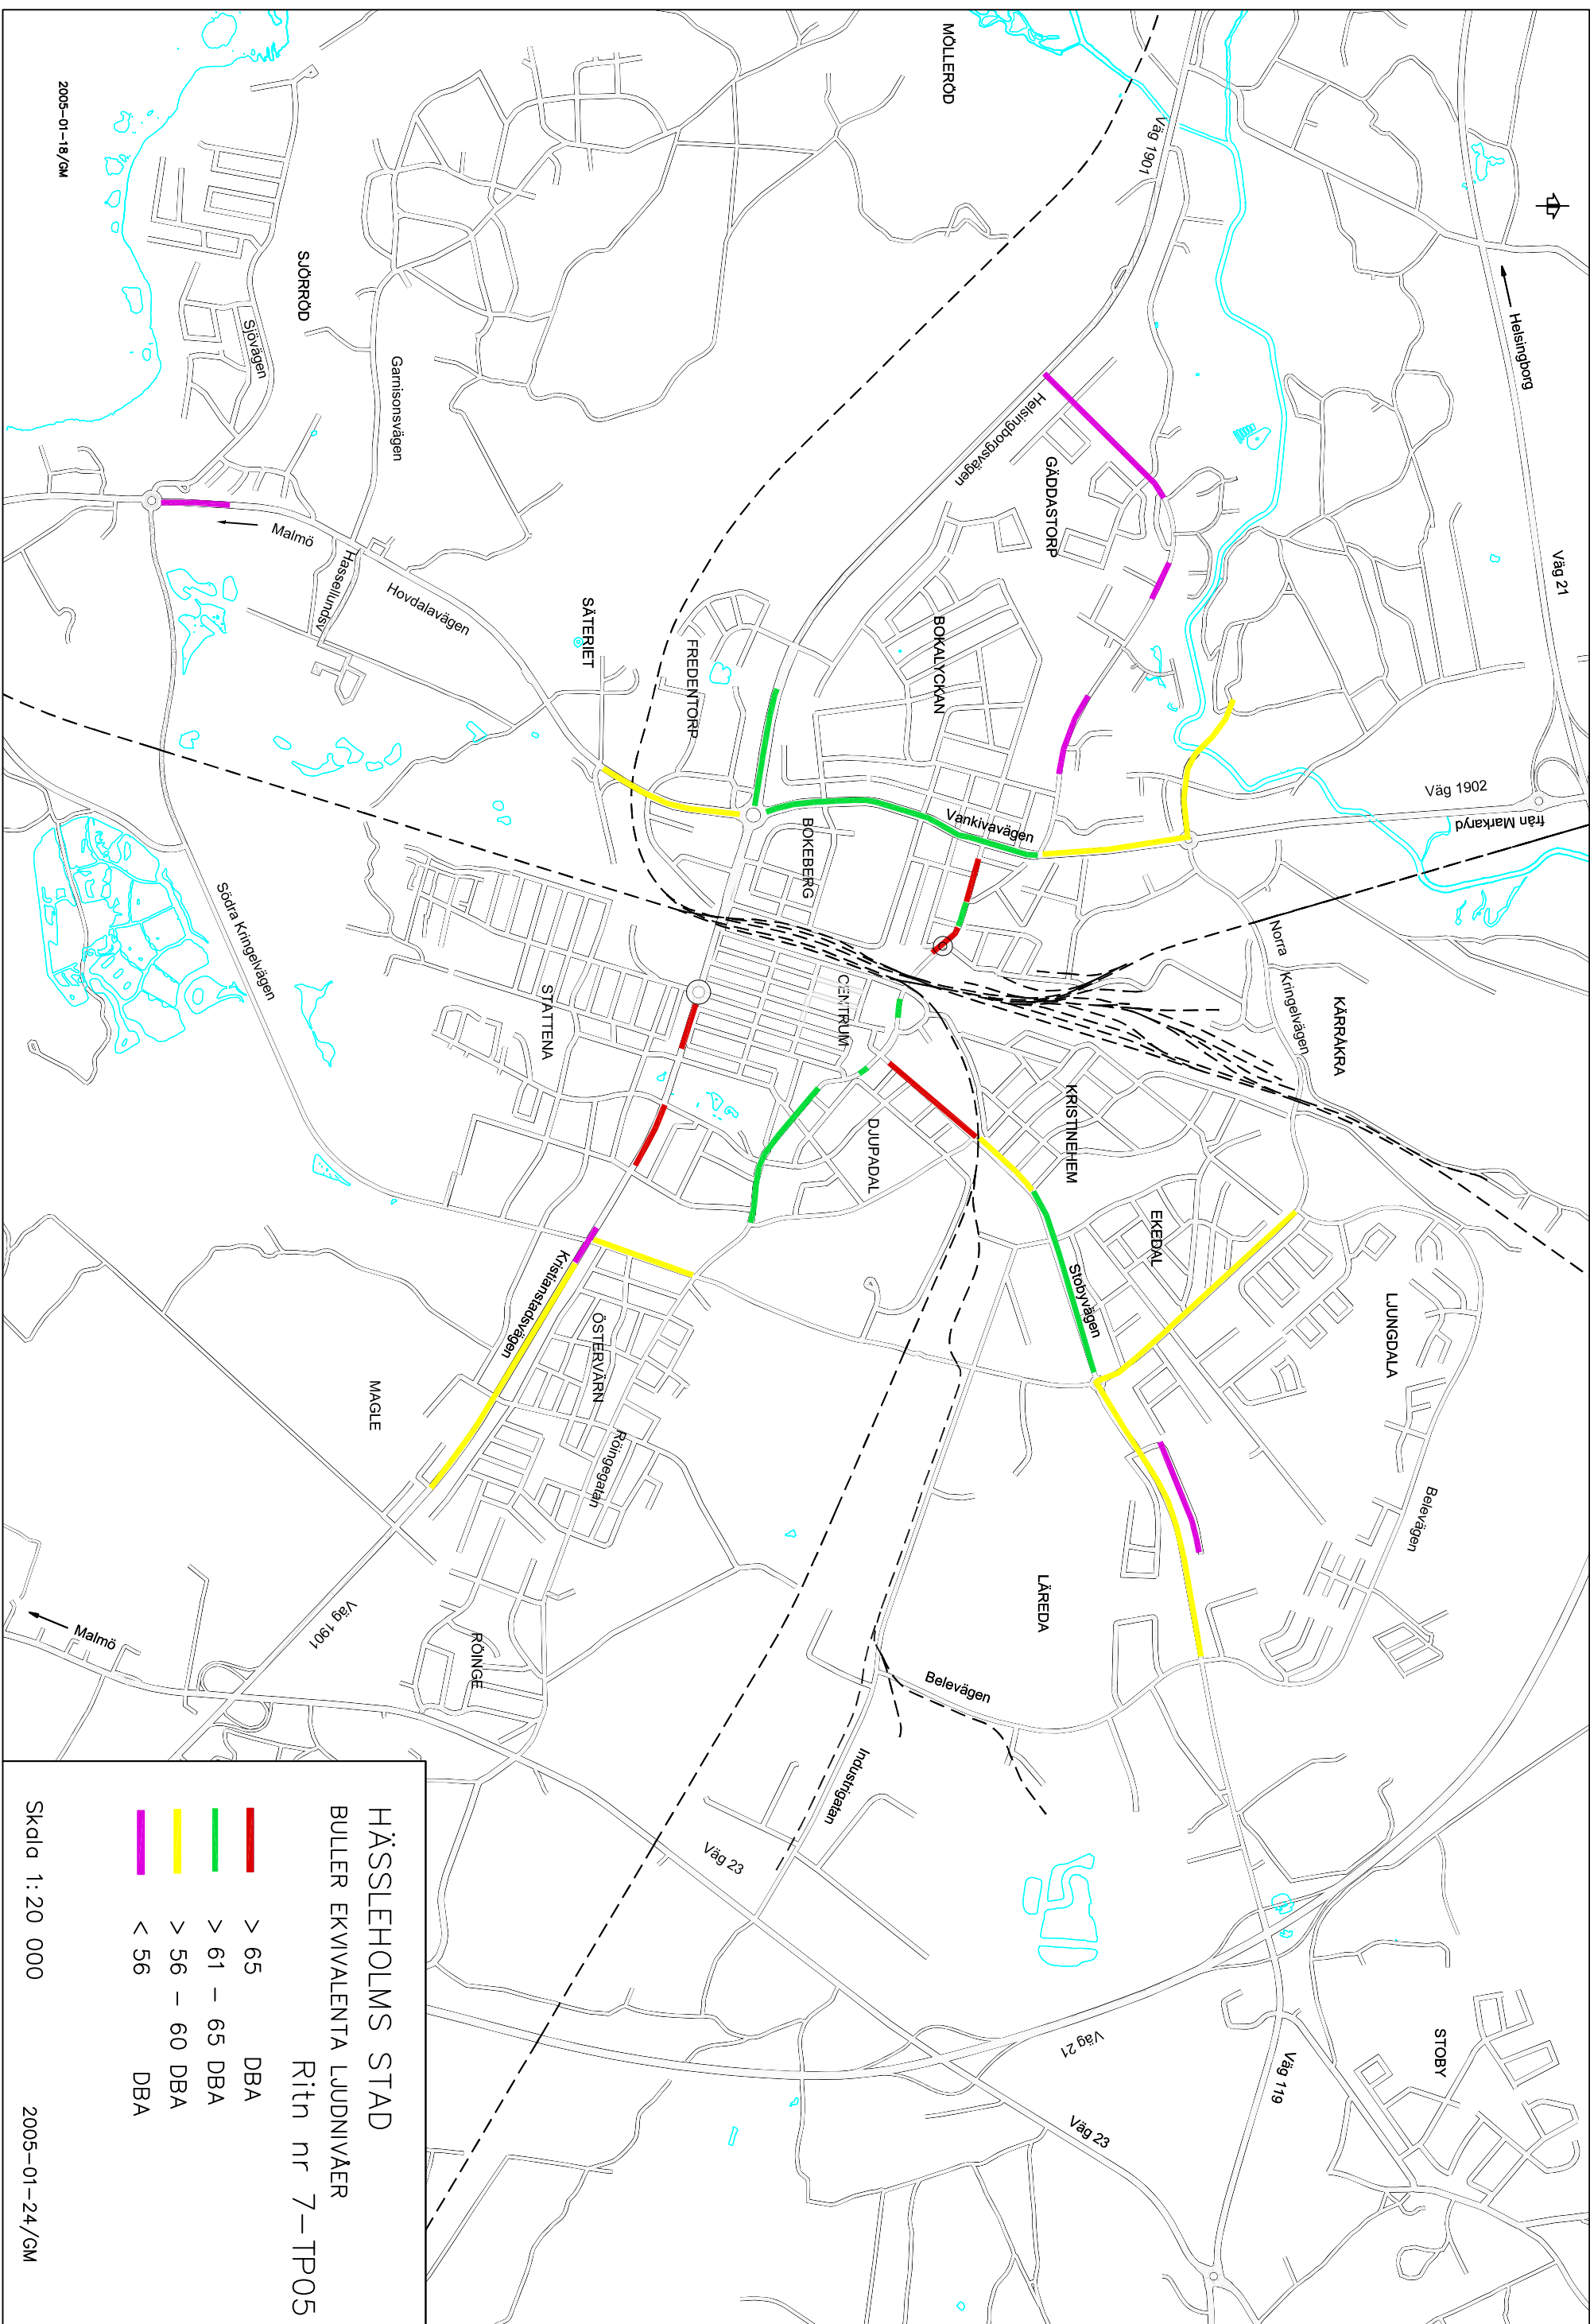 Helsingborg
Väg 21
Väg 1902
från Markaryd
Norra
Kringelvägen
KÄRRÅKRA
LJUNGDALA
Belevägen
STOBY
Väg 119
Väg 21
Väg 23
MÖLLERÖD
Väg 1901
Helsingborgsvägen
GÄDDASTORP
BOKALYCKAN
Vankivavägen
BOKEBERG
CENTRUM
KRISTINEHEM
EKEDAL
Stobyvägen
DJUPADAL
LÄREDA
Belevägen
Industrigatan
Väg 23
SÄTERIET
FREDENTORP
STATTENA
ÖSTERVÄRN
Röingegatan
Kristianstadsvägen
MAGLE
RÖINGE
Väg 1901
Malmö
SJÖRRÖD
Sjövägen
Garnisonsvägen
Malmö
Hassellundsv
Hovdalavägen
Södra Kringelvägen
2005-01-18/GM
HÄSSLEHOLMS STAD
BULLER EKVIVALENTA LJUDNIVÅER
Ritn nr 7-TP05
> 65 DBA
> 61 - 65 DBA
> 56 - 60 DBA
< 56 DBA
Skala 1:20 000 2005-01-24/GM